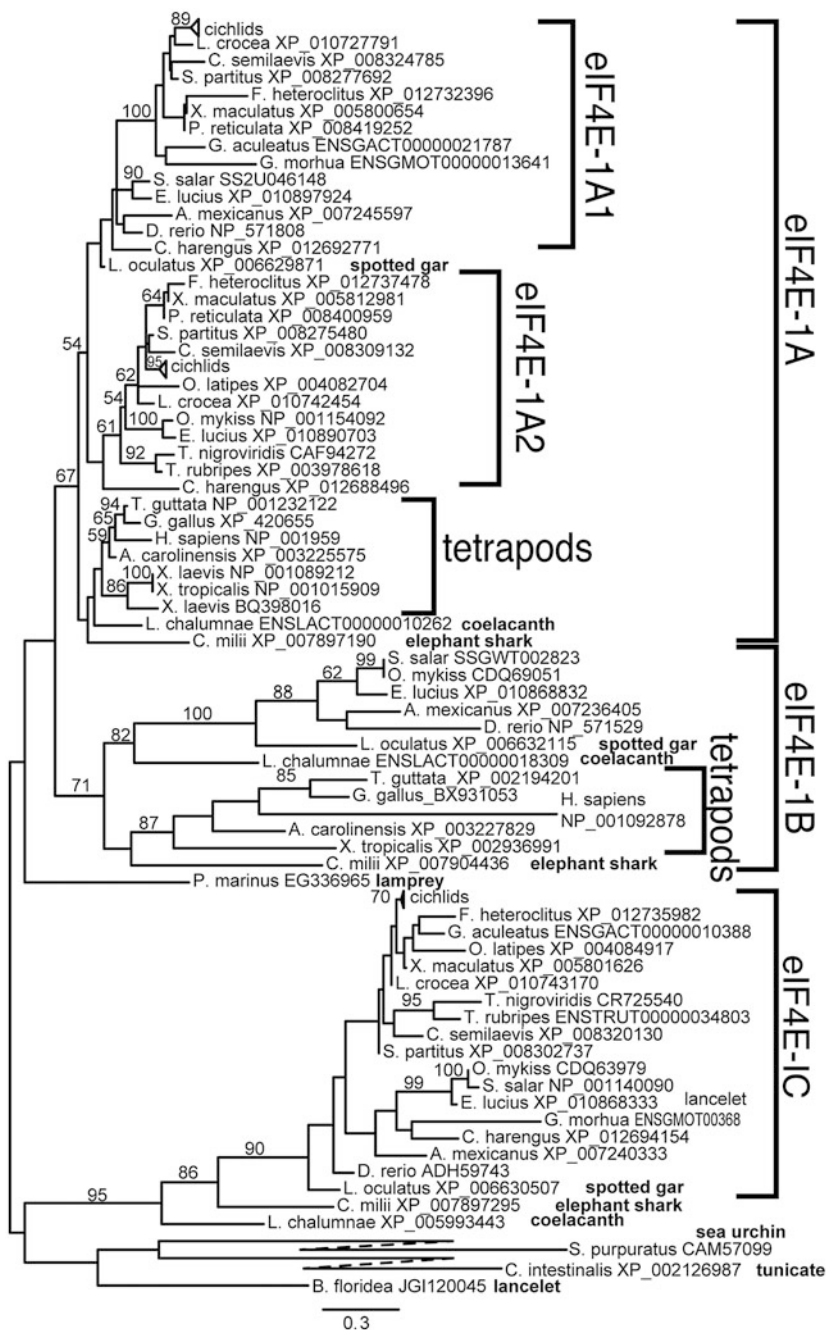 89
cichlids
L. crocea XP_010727791
C. semilaevis XP_008324785
S. partitus XP_008277692
F. heteroclitus XP_012732396
100
X. maculatus XP_005800654
P. reticulata XP_008419252
G. aculeatus ENSGACT00000021787
G. morhua ENSGMOT00000013641
90
S. salar SS2U046148
E. lucius XP_010897924
A. mexicanus XP_007245597
D. rerio NP_571808
C. harengus XP_012692771
eIF4E-1A1
L. oculatus XP_006629871 spotted gar
F. heteroclitus XP_012737478
64
X. maculatus XP_005812981
P. reticulata XP_008400959
S. partitus XP_008275480
C. semilaevis XP_008309132
95
cichlids
62
O. latipes XP_004082704
54
L. crocea XP_010742454
100
O. mykiss NP_001154092
E. lucius XP_010890703
61
92
T. nigroviridis CAF94272
T. rubripes XP_003978618
C. harengus XP_012688496
eIF4E-1A2
54
67
94
T. guttata NP_001232122
65
G. gallus XP_420655
59
H. sapiens NP_001959
A. carolinensis XP_003225575
100
X. laevis NP_001089212
86
X. tropicalis NP_001015909
X. laevis BQ398016
tetrapods
L. chalumnae ENSLACT00000010262 coelacanth
C. milii XP_007897190 elephant shark
eIF4E-1A
99
S. salar SSGWT002823
62
O. mykiss CDQ69051
88
E. lucius XP_010868832
A. mexicanus XP_007236405
100
D. rerio NP_571529
82
L. oculatus XP_006632115 spotted gar
L. chalumnae ENSLACT00000018309 coelacanth
71
85
T. guttata_XP_002194201
G. gallus_BX931053
H. sapiens
NP_001092878
87
A. carolinensis XP_003227829
X. tropicalis XP_002936991
tetrapods
C. milii XP_007904436 elephant shark
eIF4E-1B
P. marinus EG336965 lamprey
70
cichlids
F. heteroclitus XP_012735982
G. aculeatus ENSGACT00000010388
O. latipes XP_004084917
X. maculatus XP_005801626
L. crocea XP_010743170
95
T. nigroviridis CR725540
T. rubripes ENSTRUT00000034803
C. semilaevis XP_008320130
S. partitus XP_008302737
100
O. mykiss CDQ63979
99
S. salar NP_001140090
E. lucius XP_010868333 lancelet
G. morhua ENSGMOT00368
C. harengus XP_012694154
A. mexicanus XP_007240333
90
D. rerio ADH59743
86
L. oculatus XP_006630507 spotted gar
95
C. milii XP_007897295 elephant shark
L. chalumnae XP_005993443 coelacanth
eIF4E-IC
sea urchin
S. purpuratus CAM57099
C. intestinalis XP_002126987 tunicate
B. floridea JGI120045 lancelet
0.3